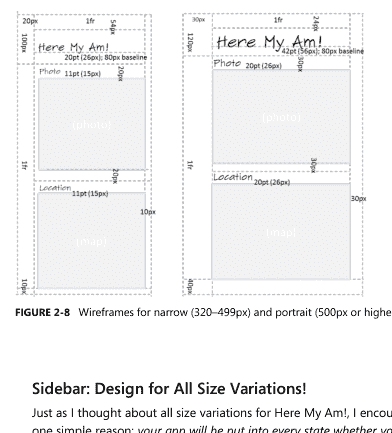 20px 1fr 54px
100px
Here My Am!
20pt (26px); 80px baseline
Photo 11pt (15px) 20px
(photo)
1fr
20px
Location 11pt (15px)
10px
(map)
10px
30px 1fr 24px
120px
Here My Am!
42pt (56px); 80px baseline
Photo 20pt (26px) 30px
(photo)
1fr
30px
Location 20pt (26px)
30px
(map)
40px
FIGURE 2-8 Wireframes for narrow (320–499px) and portrait (500px or highe
Sidebar: Design for All Size Variations!
Just as I thought about all size variations for Here My Am!, I encou
one simple reason: your app will be put into every state whether yo